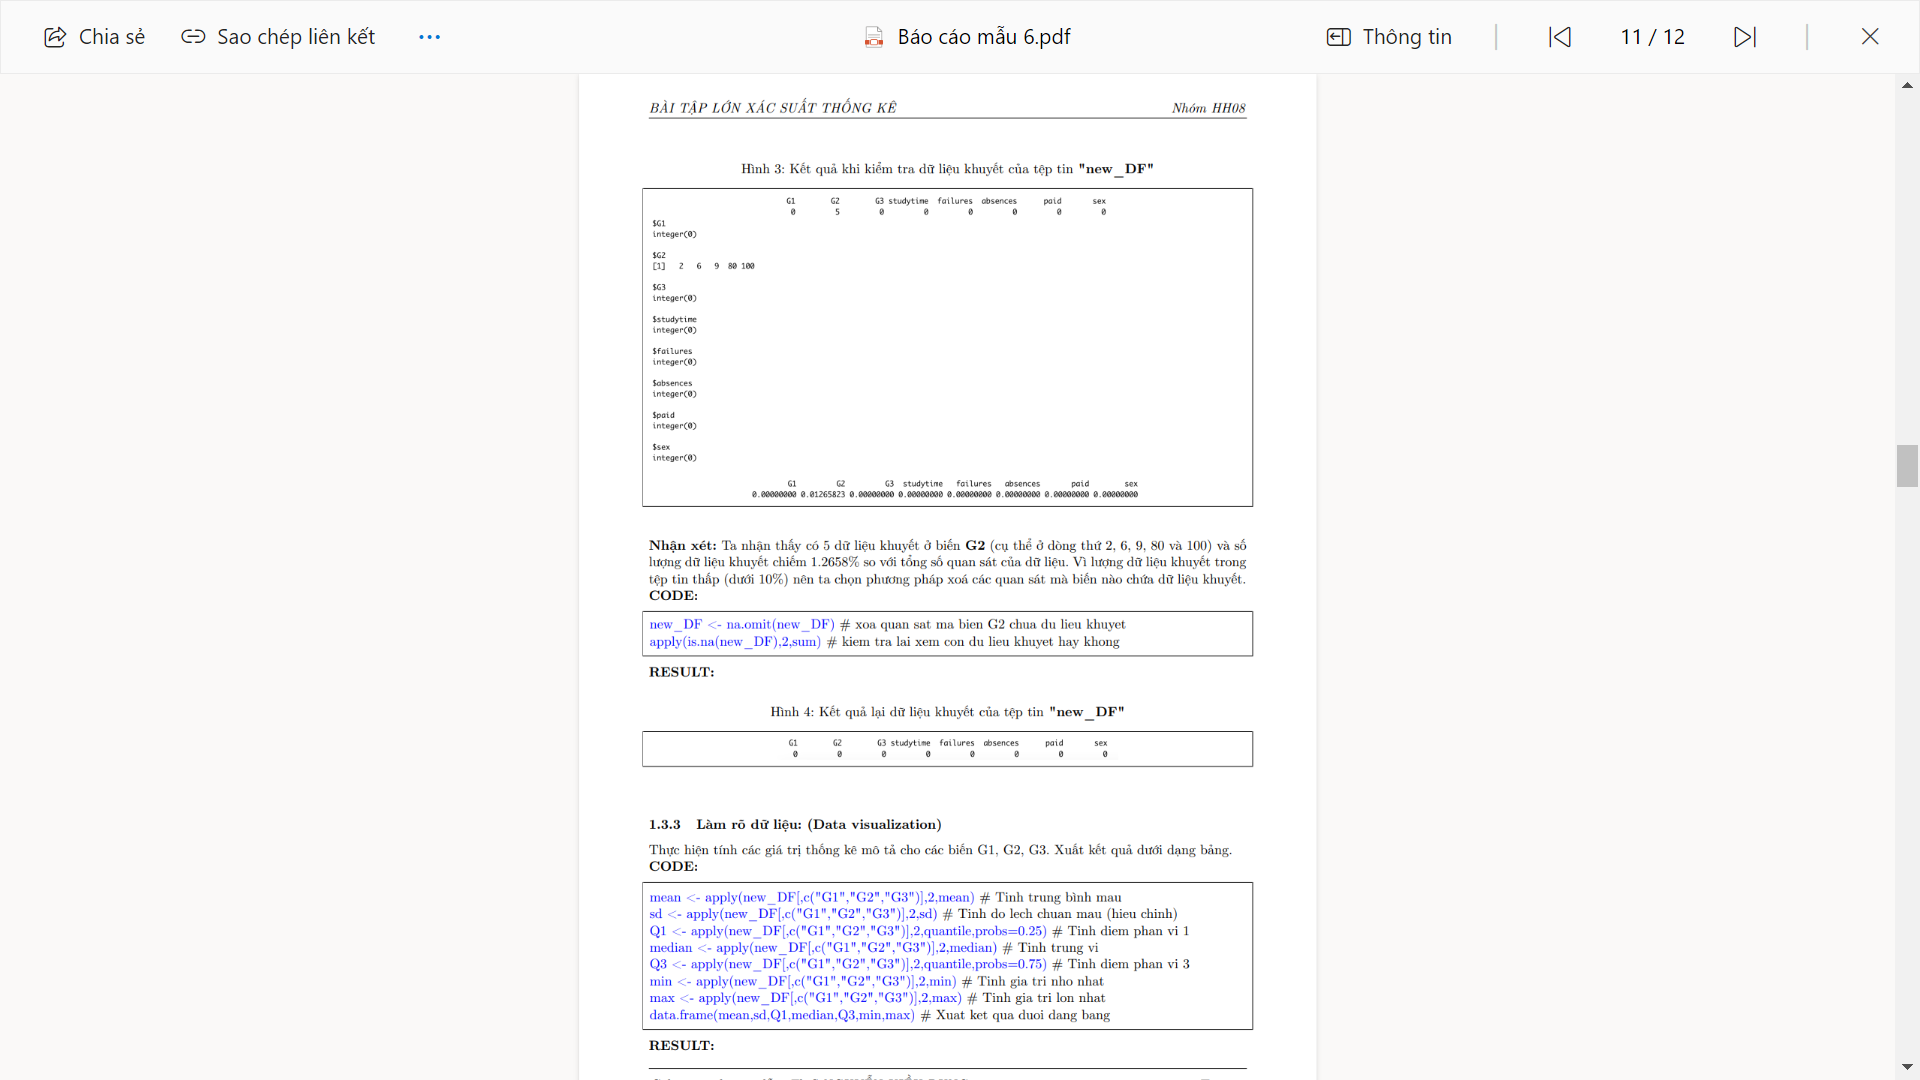 Chia sẻ Sao chép liên kết ··· Báo cáo mẫu 6.pdf Thông tin 11 / 12
BÀI TẬP LỚN XÁC SUẤT THỐNG KÊ Nhóm HH08
Hình 3: Kết quả khi kiểm tra dữ liệu khuyết của tệp tin "new_DF"
G1 G2 G3 studytime failures absences paid sex
0 5 0 0 0 0 0 0
$G1
integer(0)
$G2
[1] 2 6 9 80 100
$G3
integer(0)
$studytime
integer(0)
$failures
integer(0)
$absences
integer(0)
$paid
integer(0)
$sex
integer(0)
G1 G2 G3 studytime failures absences paid sex
0.00000000 0.01265823 0.00000000 0.00000000 0.00000000 0.00000000 0.00000000 0.00000000
Nhận xét: Ta nhận thấy có 5 dữ liệu khuyết ở biến G2 (cụ thể ở dòng thứ 2, 6, 9, 80 và 100) và số
lượng dữ liệu khuyết chiếm 1.2658% so với tổng số quan sát của dữ liệu. Vì lượng dữ liệu khuyết trong
tệp tin thấp (dưới 10%) nên ta chọn phương pháp xoá các quan sát mà biến nào chứa dữ liệu khuyết.
CODE:
new_DF <- na.omit(new_DF) # xoa quan sat ma bien G2 chua du lieu khuyet
apply(is.na(new_DF),2,sum) # kiem tra lai xem con du lieu khuyet hay khong
RESULT:
Hình 4: Kết quả lại dữ liệu khuyết của tệp tin "new_DF"
G1 G2 G3 studytime failures absences paid sex
0 0 0 0 0 0 0 0
1.3.3 Làm rõ dữ liệu: (Data visualization)
Thực hiện tính các giá trị thống kê mô tả cho các biến G1, G2, G3. Xuất kết quả dưới dạng bảng.
CODE:
mean <- apply(new_DF[,c("G1","G2","G3")],2,mean) # Tinh trung bình mau
sd <- apply(new_DF[,c("G1","G2","G3")],2,sd) # Tinh do lech chuan mau (hieu chinh)
Q1 <- apply(new_DF[,c("G1","G2","G3")],2,quantile,probs=0.25) # Tinh diem phan vi 1
median <- apply(new_DF[,c("G1","G2","G3")],2,median) # Tinh trung vi
Q3 <- apply(new_DF[,c("G1","G2","G3")],2,quantile,probs=0.75) # Tinh diem phan vi 3
min <- apply(new_DF[,c("G1","G2","G3")],2,min) # Tinh gia tri nho nhat
max <- apply(new_DF[,c("G1","G2","G3")],2,max) # Tinh gia tri lon nhat
data.frame(mean,sd,Q1,median,Q3,min,max) # Xuat ket qua duoi dang bang
RESULT: